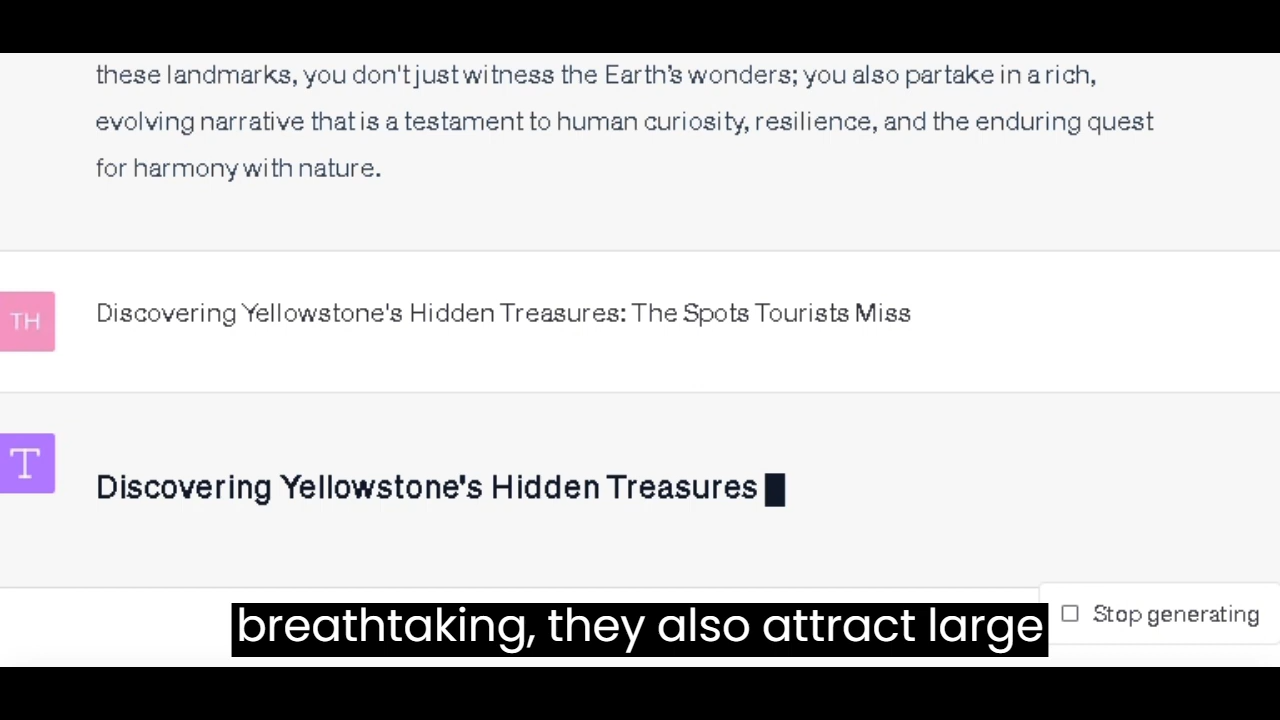 these landmarks, you don't just witness the Earth’s wonders; you also partake in a rich,
evolving narrative that is a testament to human curiosity, resilience, and the enduring quest
for harmony with nature.
TH
Discovering Yellowstone's Hidden Treasures: The Spots Tourists Miss
T
Discovering Yellowstone's Hidden Treasures
Stop generating
breathtaking, they also attract large